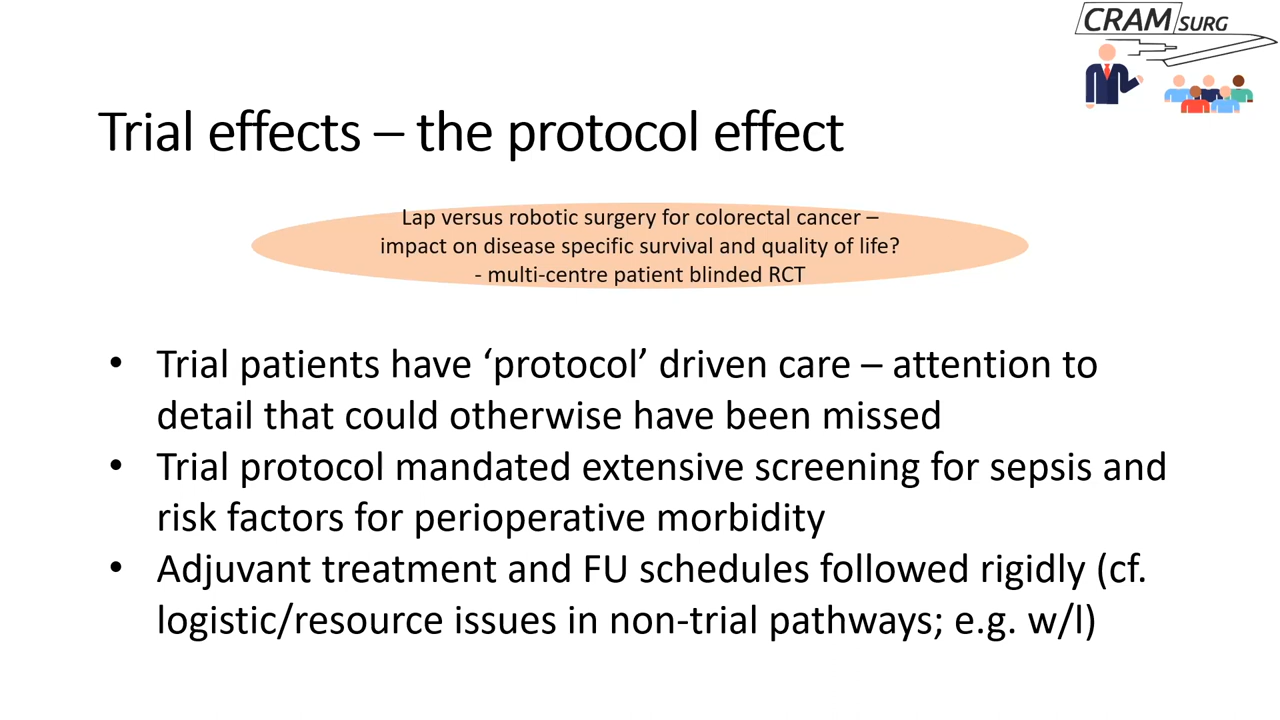 CRAM SURG
Trial effects – the protocol effect
Lap versus robotic surgery for colorectal cancer –
impact on disease specific survival and quality of life?
- multi-centre patient blinded RCT
• Trial patients have ‘protocol’ driven care – attention to
detail that could otherwise have been missed
• Trial protocol mandated extensive screening for sepsis and
risk factors for perioperative morbidity
• Adjuvant treatment and FU schedules followed rigidly (cf.
logistic/resource issues in non-trial pathways; e.g. w/l)